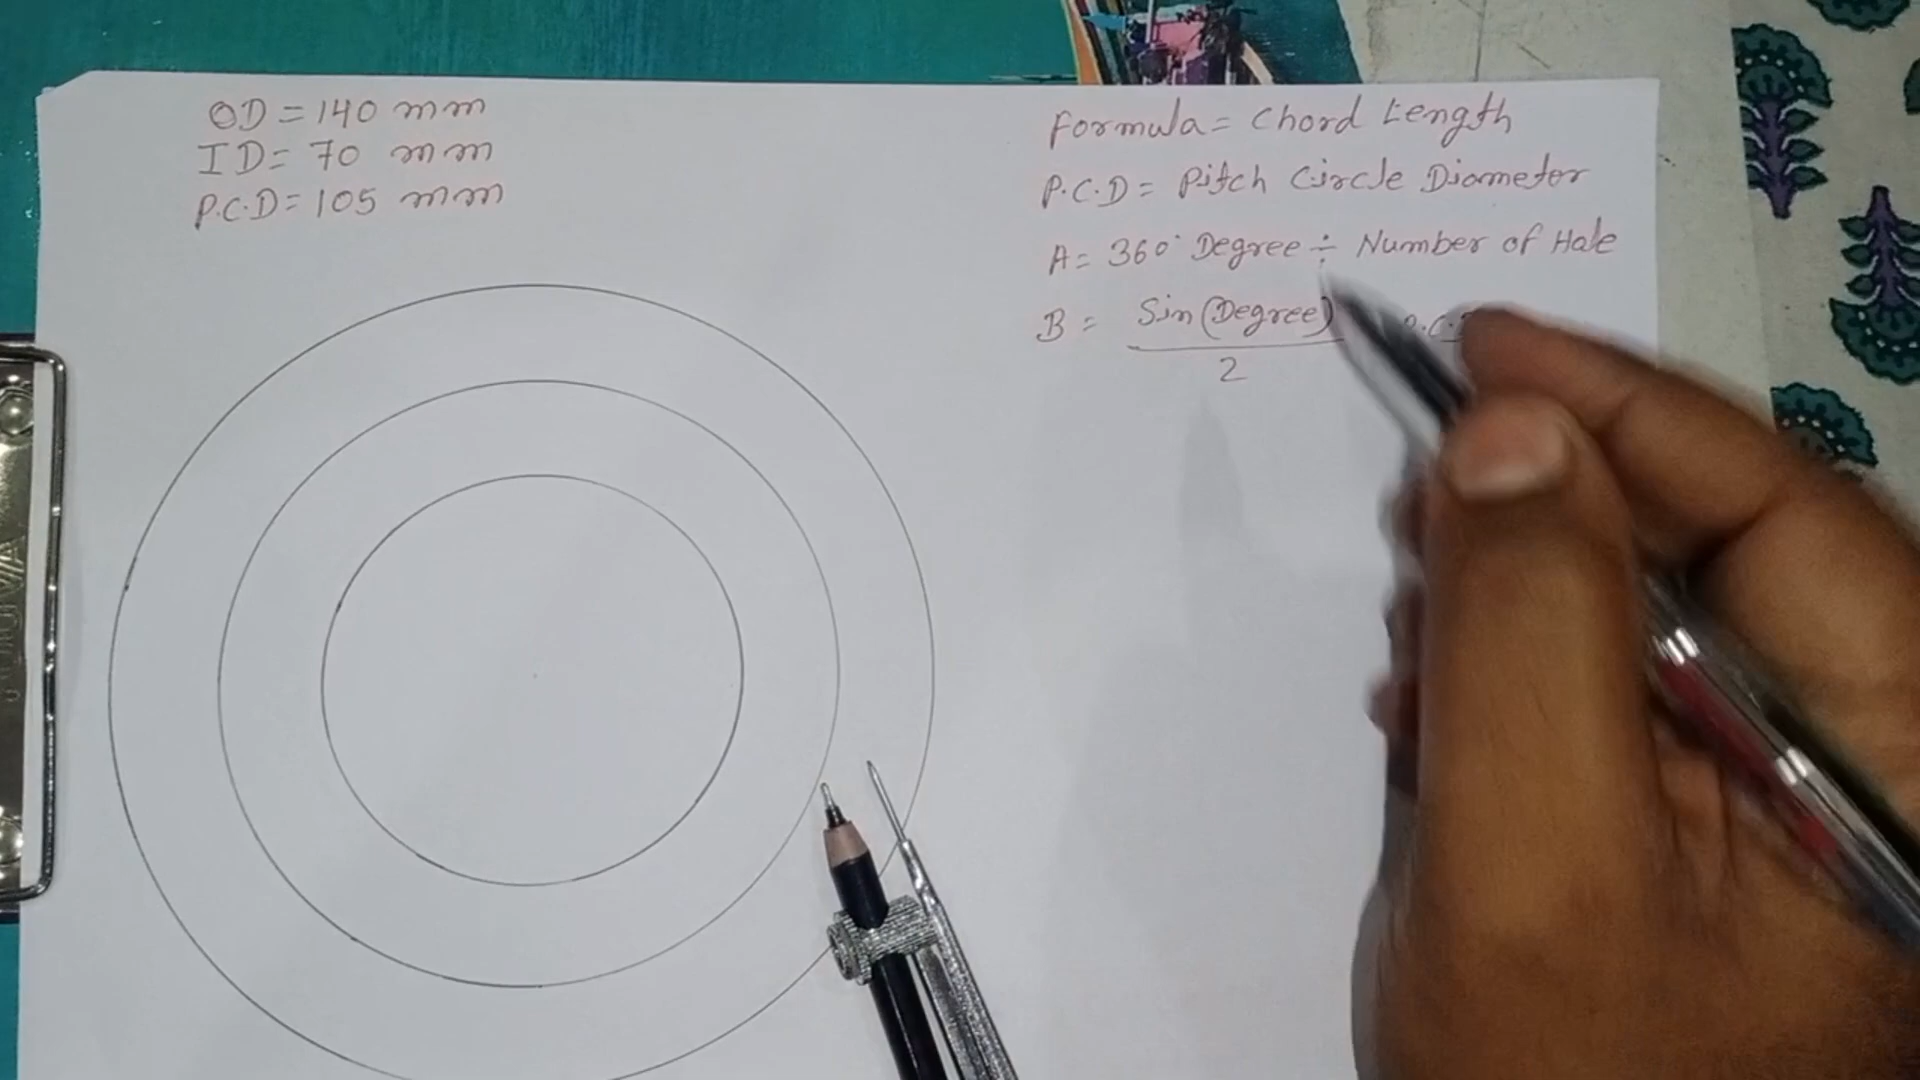 OD = 140 mm
ID = 70 mm
P.C.D = 105 mm
Formula = Chord Length
P.C.D = Pitch Circle Diameter
A = 360° Degree ÷ Number of Hole
B = Sin (Degree)
2